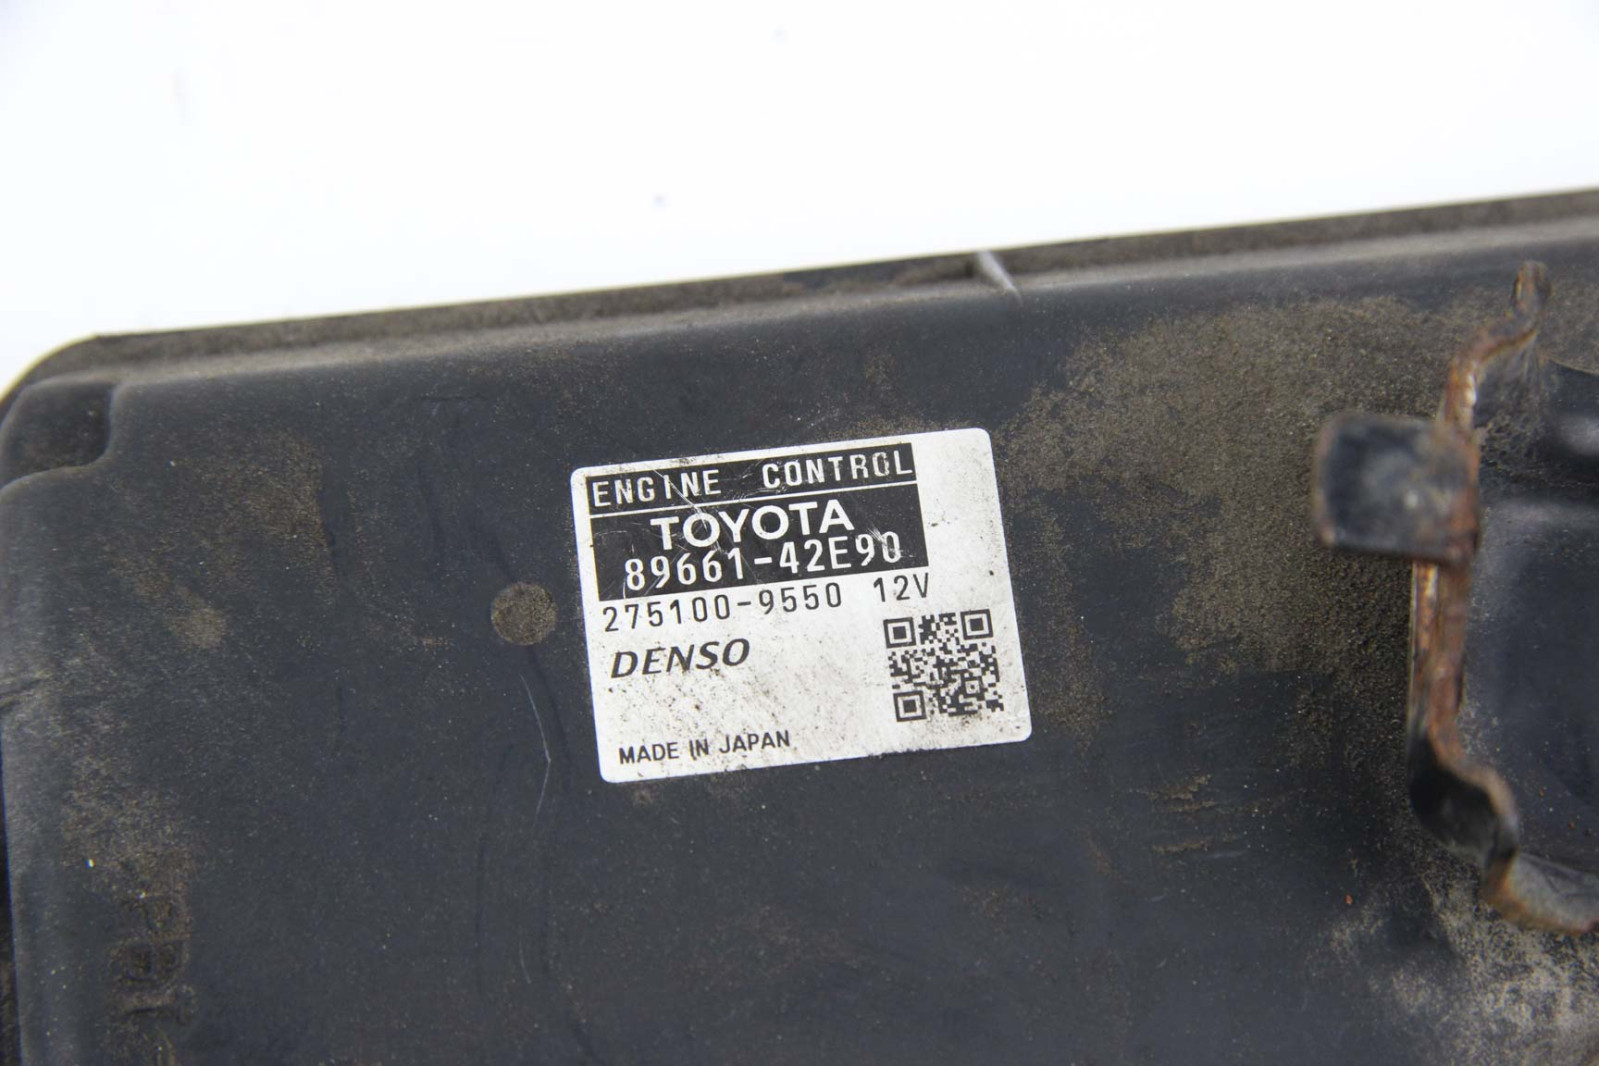 ENGINE CONTROL
TOYOTA
89661-42E90
275100-9550 12V
DENSO
MADE IN JAPAN